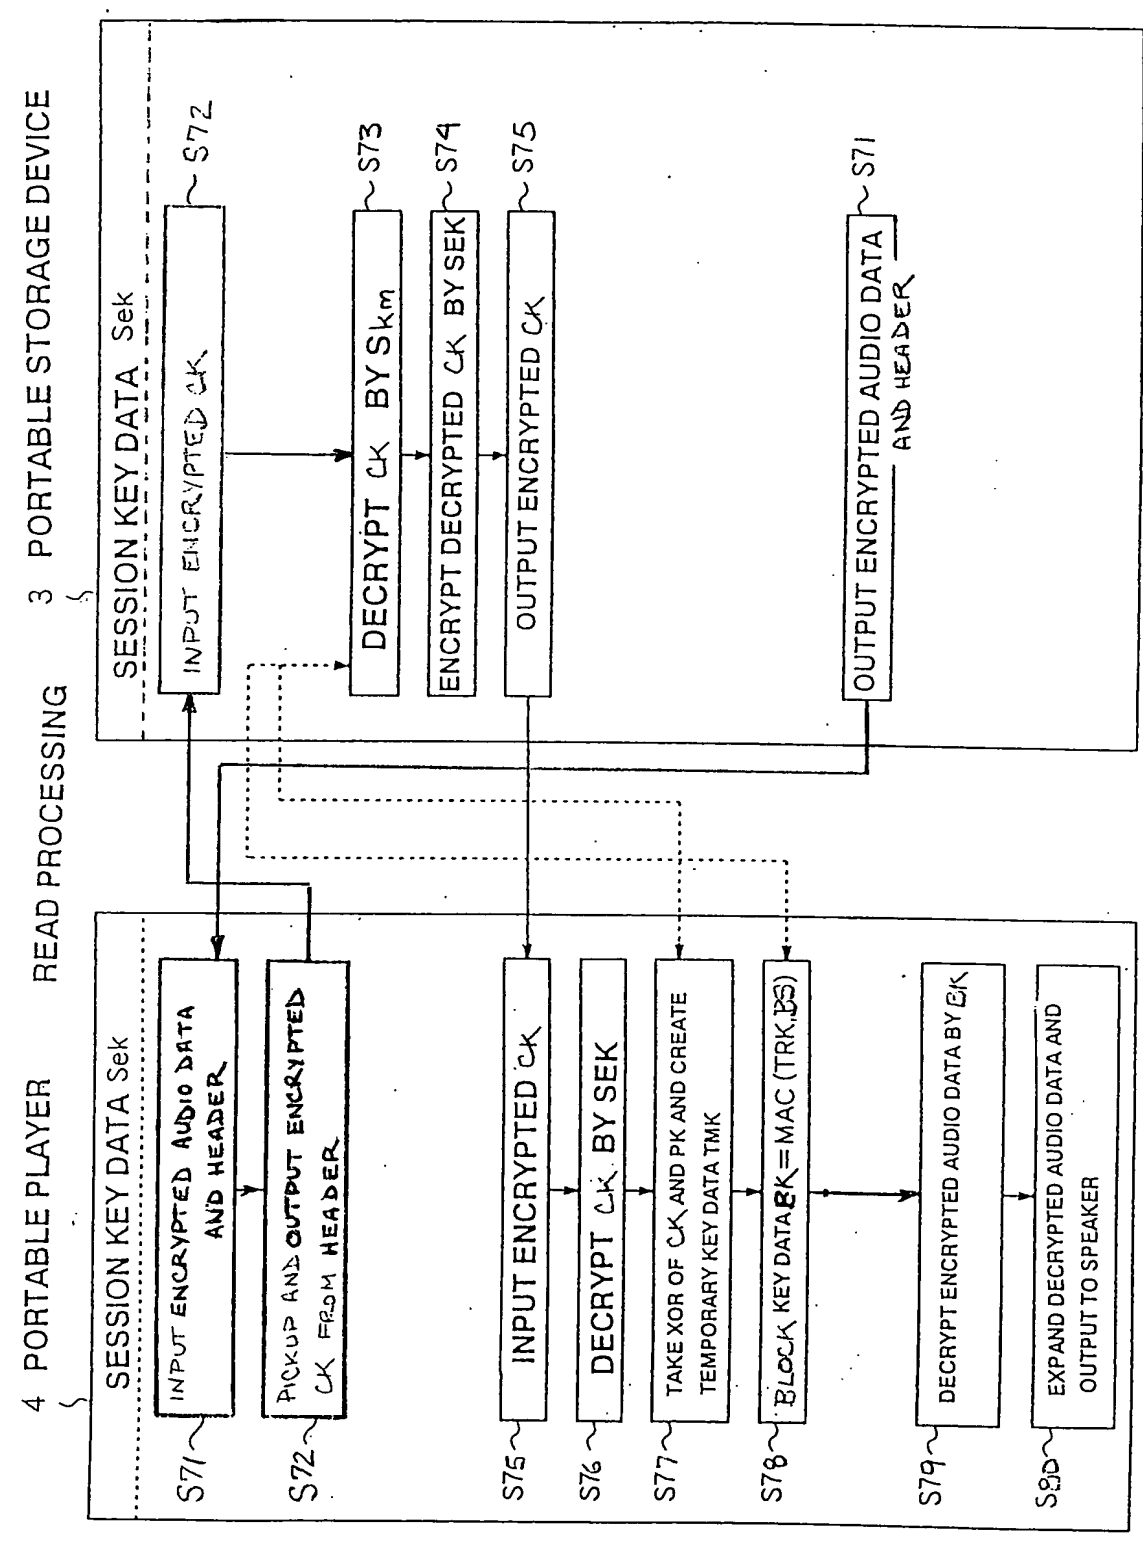 READ PROCESSING
4 PORTABLE PLAYER
SESSION KEY DATA Sek
S71
INPUT ENCRYPTED AUDIO DATA
AND HEADER
S72
PICKUP AND OUTPUT ENCRYPTED
CK FROM HEADER
S75
INPUT ENCRYPTED CK
S76
DECRYPT CK BY SEK
S77
TAKE XOR OF CK AND PK AND CREATE
TEMPORARY KEY DATA TMK
S78
BLOCK KEY DATA BK=MAC (TRK,BS)
S79
DECRYPT ENCRYPTED AUDIO DATA BY BK
S80
EXPAND DECRYPTED AUDIO DATA AND
OUTPUT TO SPEAKER
3 PORTABLE STORAGE DEVICE
SESSION KEY DATA Sek
INPUT ENCRYPTED CK
S72
DECRYPT CK BY Skm
S73
ENCRYPT DECRYPTED CK BY SEK
S74
OUTPUT ENCRYPTED CK
S75
OUTPUT ENCRYPTED AUDIO DATA
AND HEADER
S71